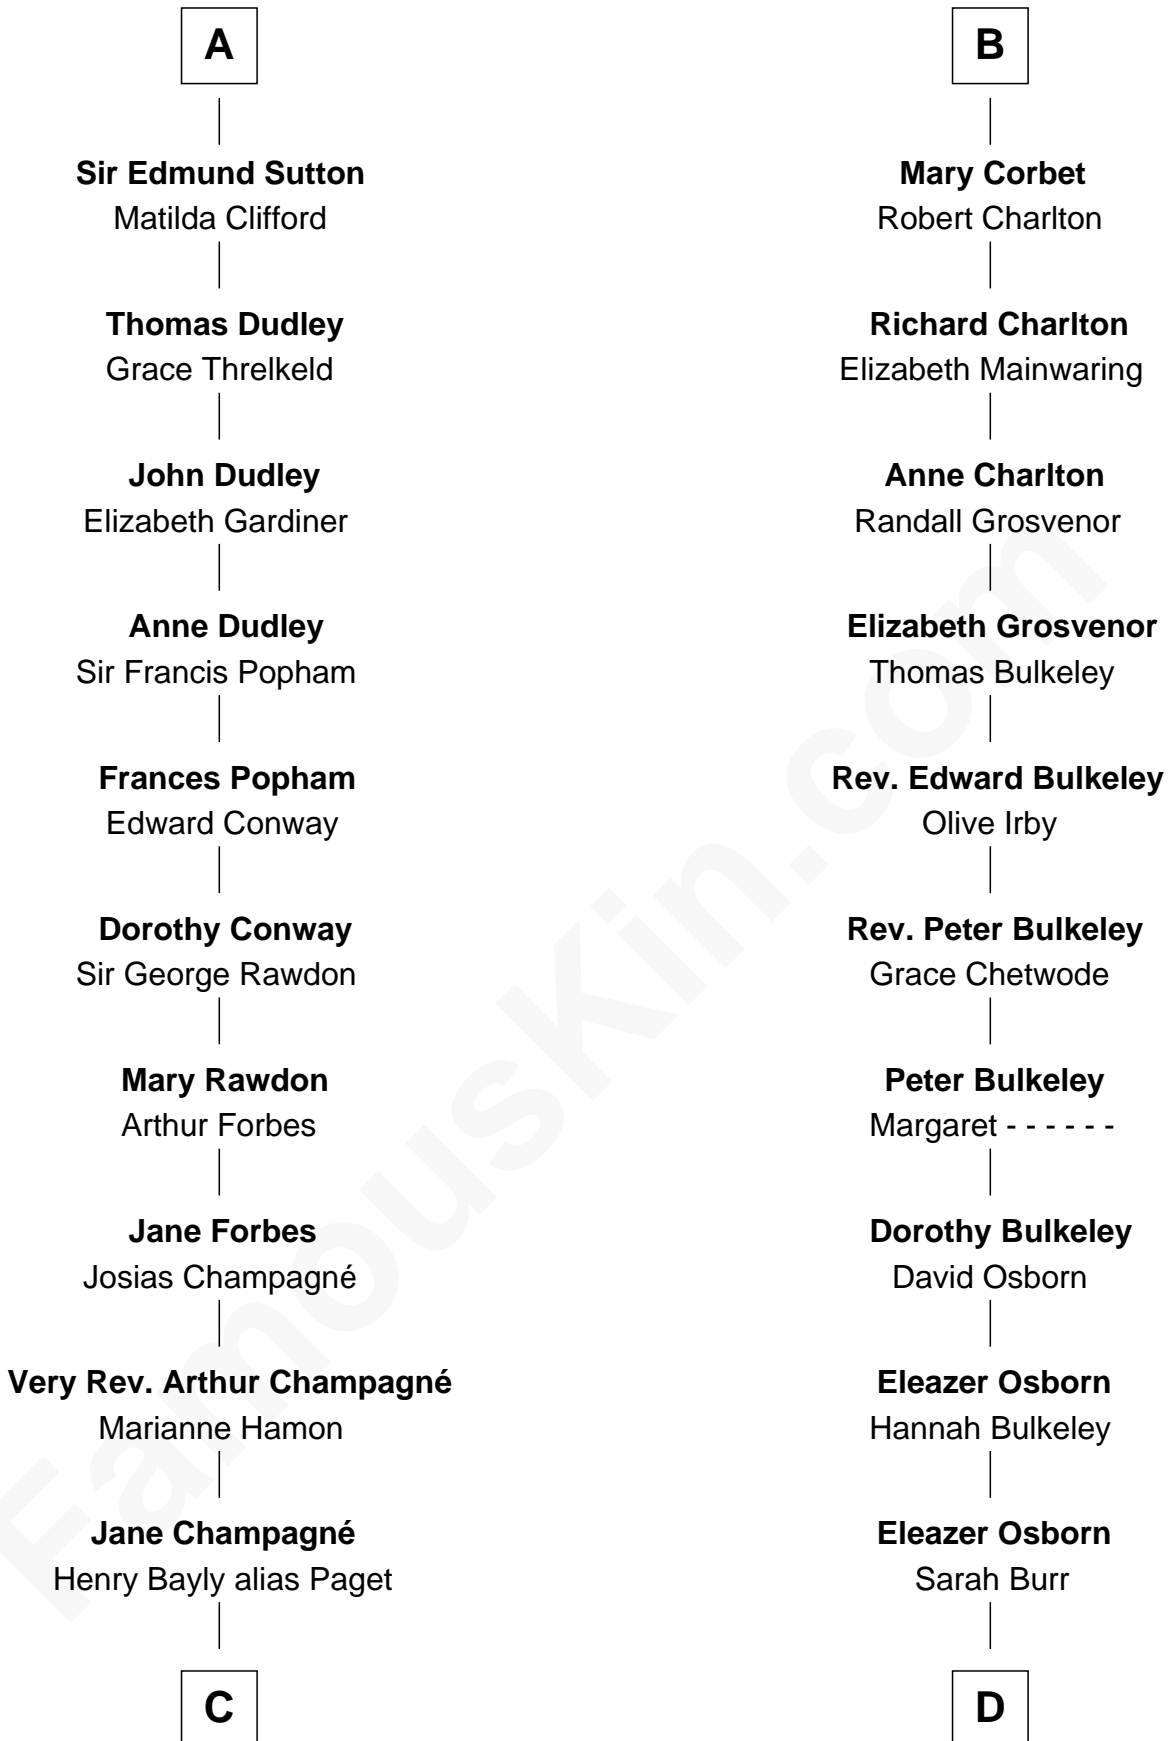 A
Sir Edmund Sutton
Matilda Clifford
Thomas Dudley
Grace Threlkeld
John Dudley
Elizabeth Gardiner
Anne Dudley
Sir Francis Popham
Frances Popham
Edward Conway
Dorothy Conway
Sir George Rawdon
Mary Rawdon
Arthur Forbes
Jane Forbes
Josias Champagné
Very Rev. Arthur Champagné
Marianne Hamon
Jane Champagné
Henry Bayly alias Paget
C
B
Mary Corbet
Robert Charlton
Richard Charlton
Elizabeth Mainwaring
Anne Charlton
Randall Grosvenor
Elizabeth Grosvenor
Thomas Bulkeley
Rev. Edward Bulkeley
Olive Irby
Rev. Peter Bulkeley
Grace Chetwode
Peter Bulkeley
Margaret - - - - - -
Dorothy Bulkeley
David Osborn
Eleazer Osborn
Hannah Bulkeley
Eleazer Osborn
Sarah Burr
D
FamousKin.com